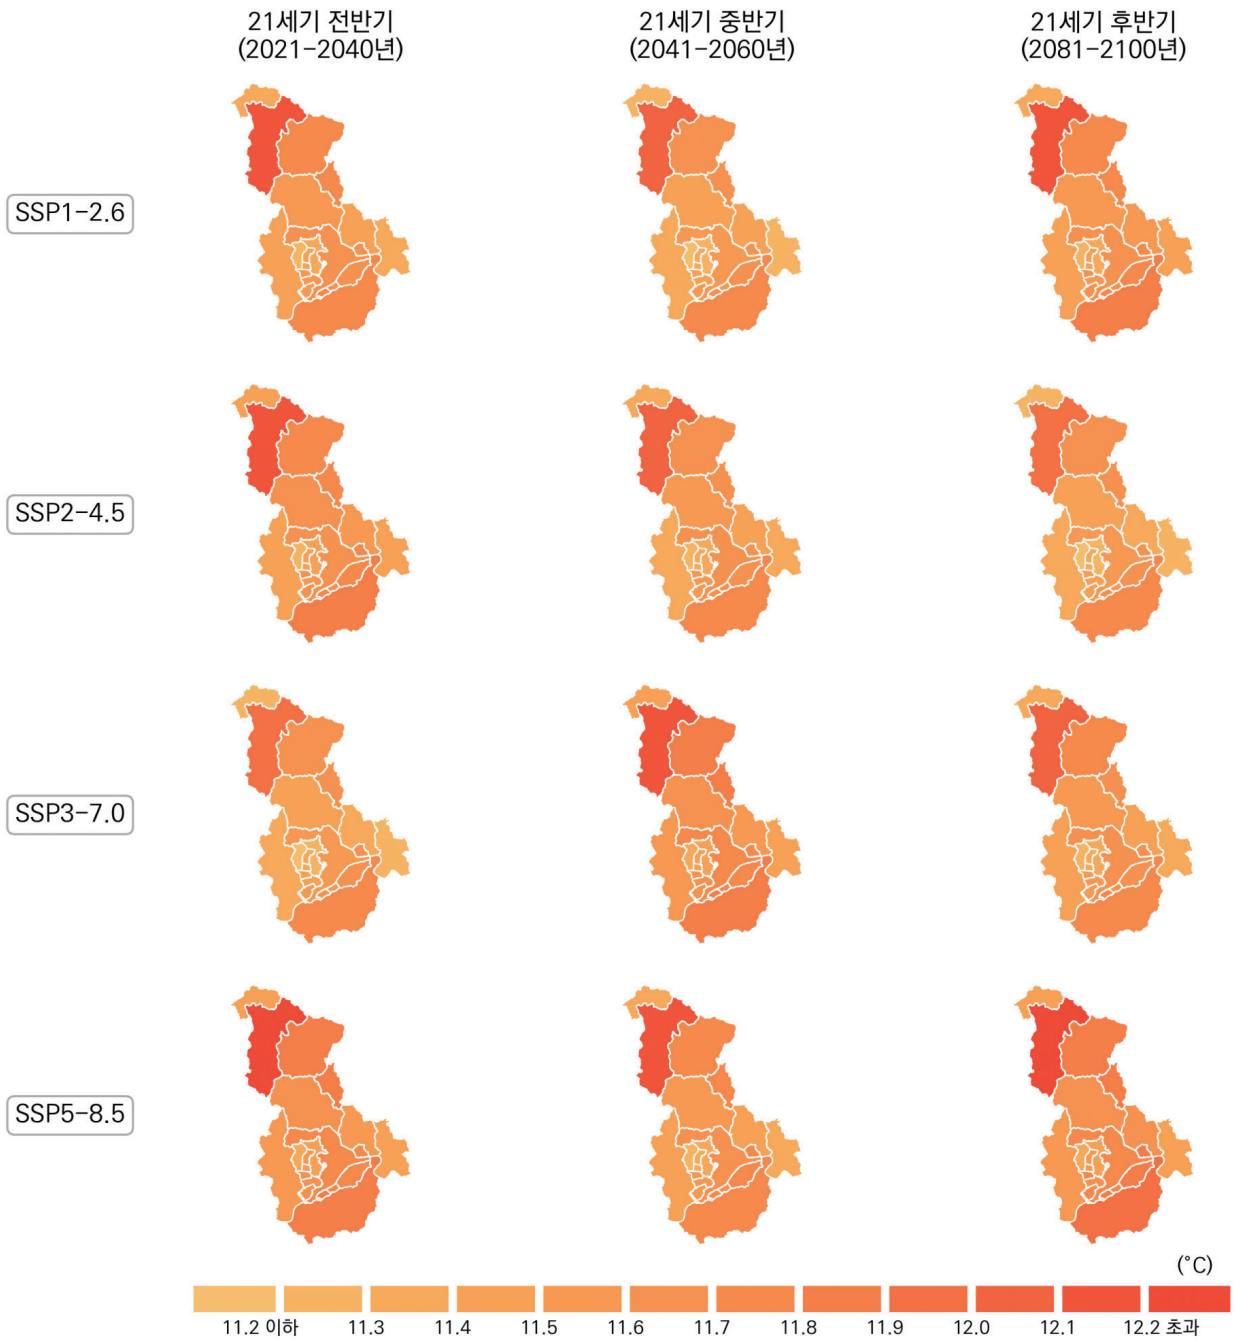 21세기 전반기
(2021-2040년)
21세기 중반기
(2041-2060년)
21세기 후반기
(2081-2100년)
SSP1-2.6
SSP2-4.5
SSP3-7.0
SSP5-8.5
(°C)
11.2 이하 11.3 11.4 11.5 11.6 11.7 11.8 11.9 12.0 12.1 12.2 초과